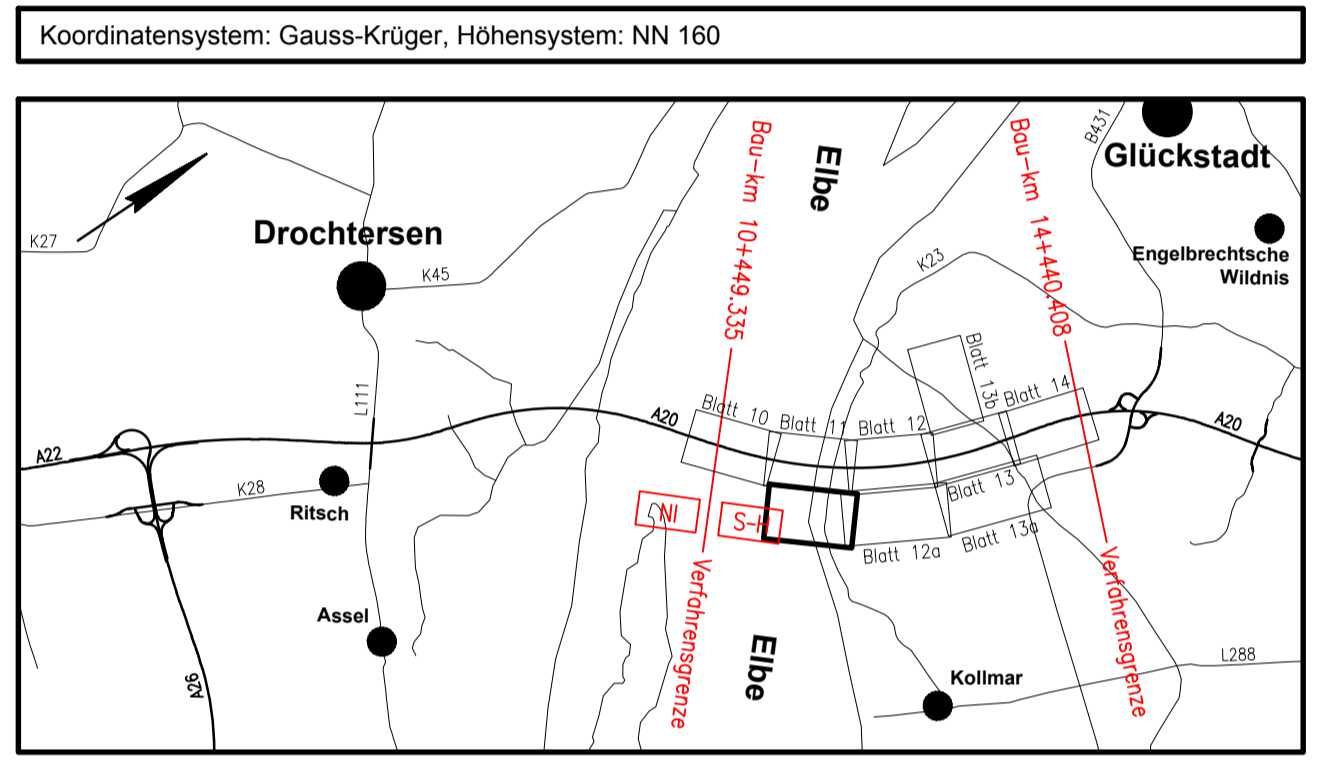 Koordinatensystem: Gauss-Krüger, Höhensystem: NN 160
Bau-km 10+449.335
Elbe
Bau-km 14+440.408
B431
Glückstadt
Drochtersen
K27
K45
K23
Engelbrechtsche
Wildnis
L111
A20
Blatt 10
Blatt 11
Blatt 12
Blatt 13b
Blatt 14
A20
A22
K28
Ritsch
NI
S-H
Blatt 13
Blatt 12a
Blatt 13a
Verfahrensgrenze
Verfahrensgrenze
Assel
Elbe
A26
Kollmar
L288